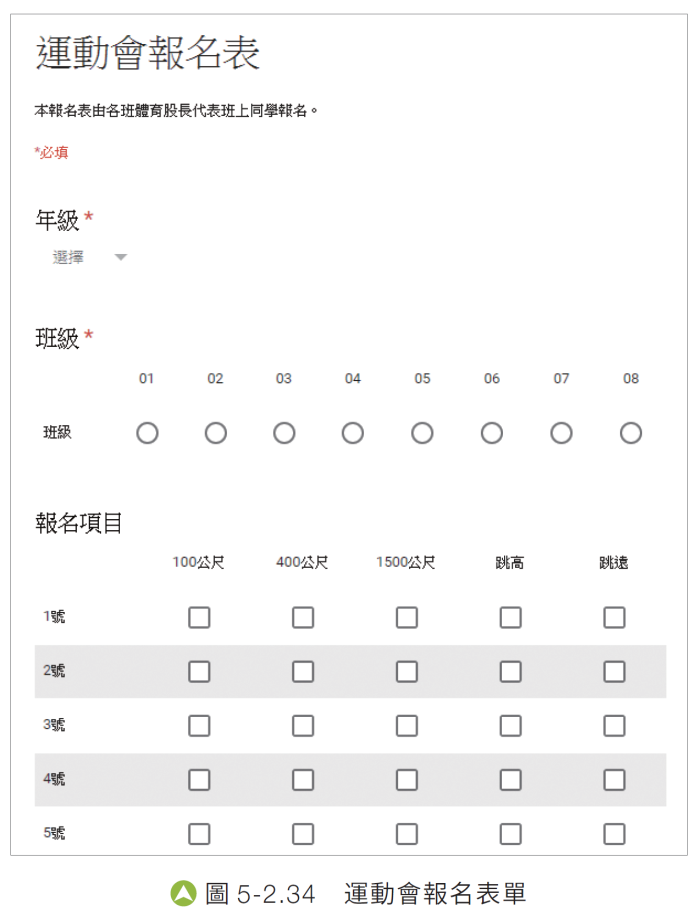 運動會報名表
本報名表由各班體育股長代表班上同學報名。
*必填
年級 *
選擇
班級 *
01 02 03 04 05 06 07 08
班級
報名項目
100公尺 400公尺 1500公尺 跳高 跳遠
1號
2號
3號
4號
5號
圖 5-2.34 運動會報名表單